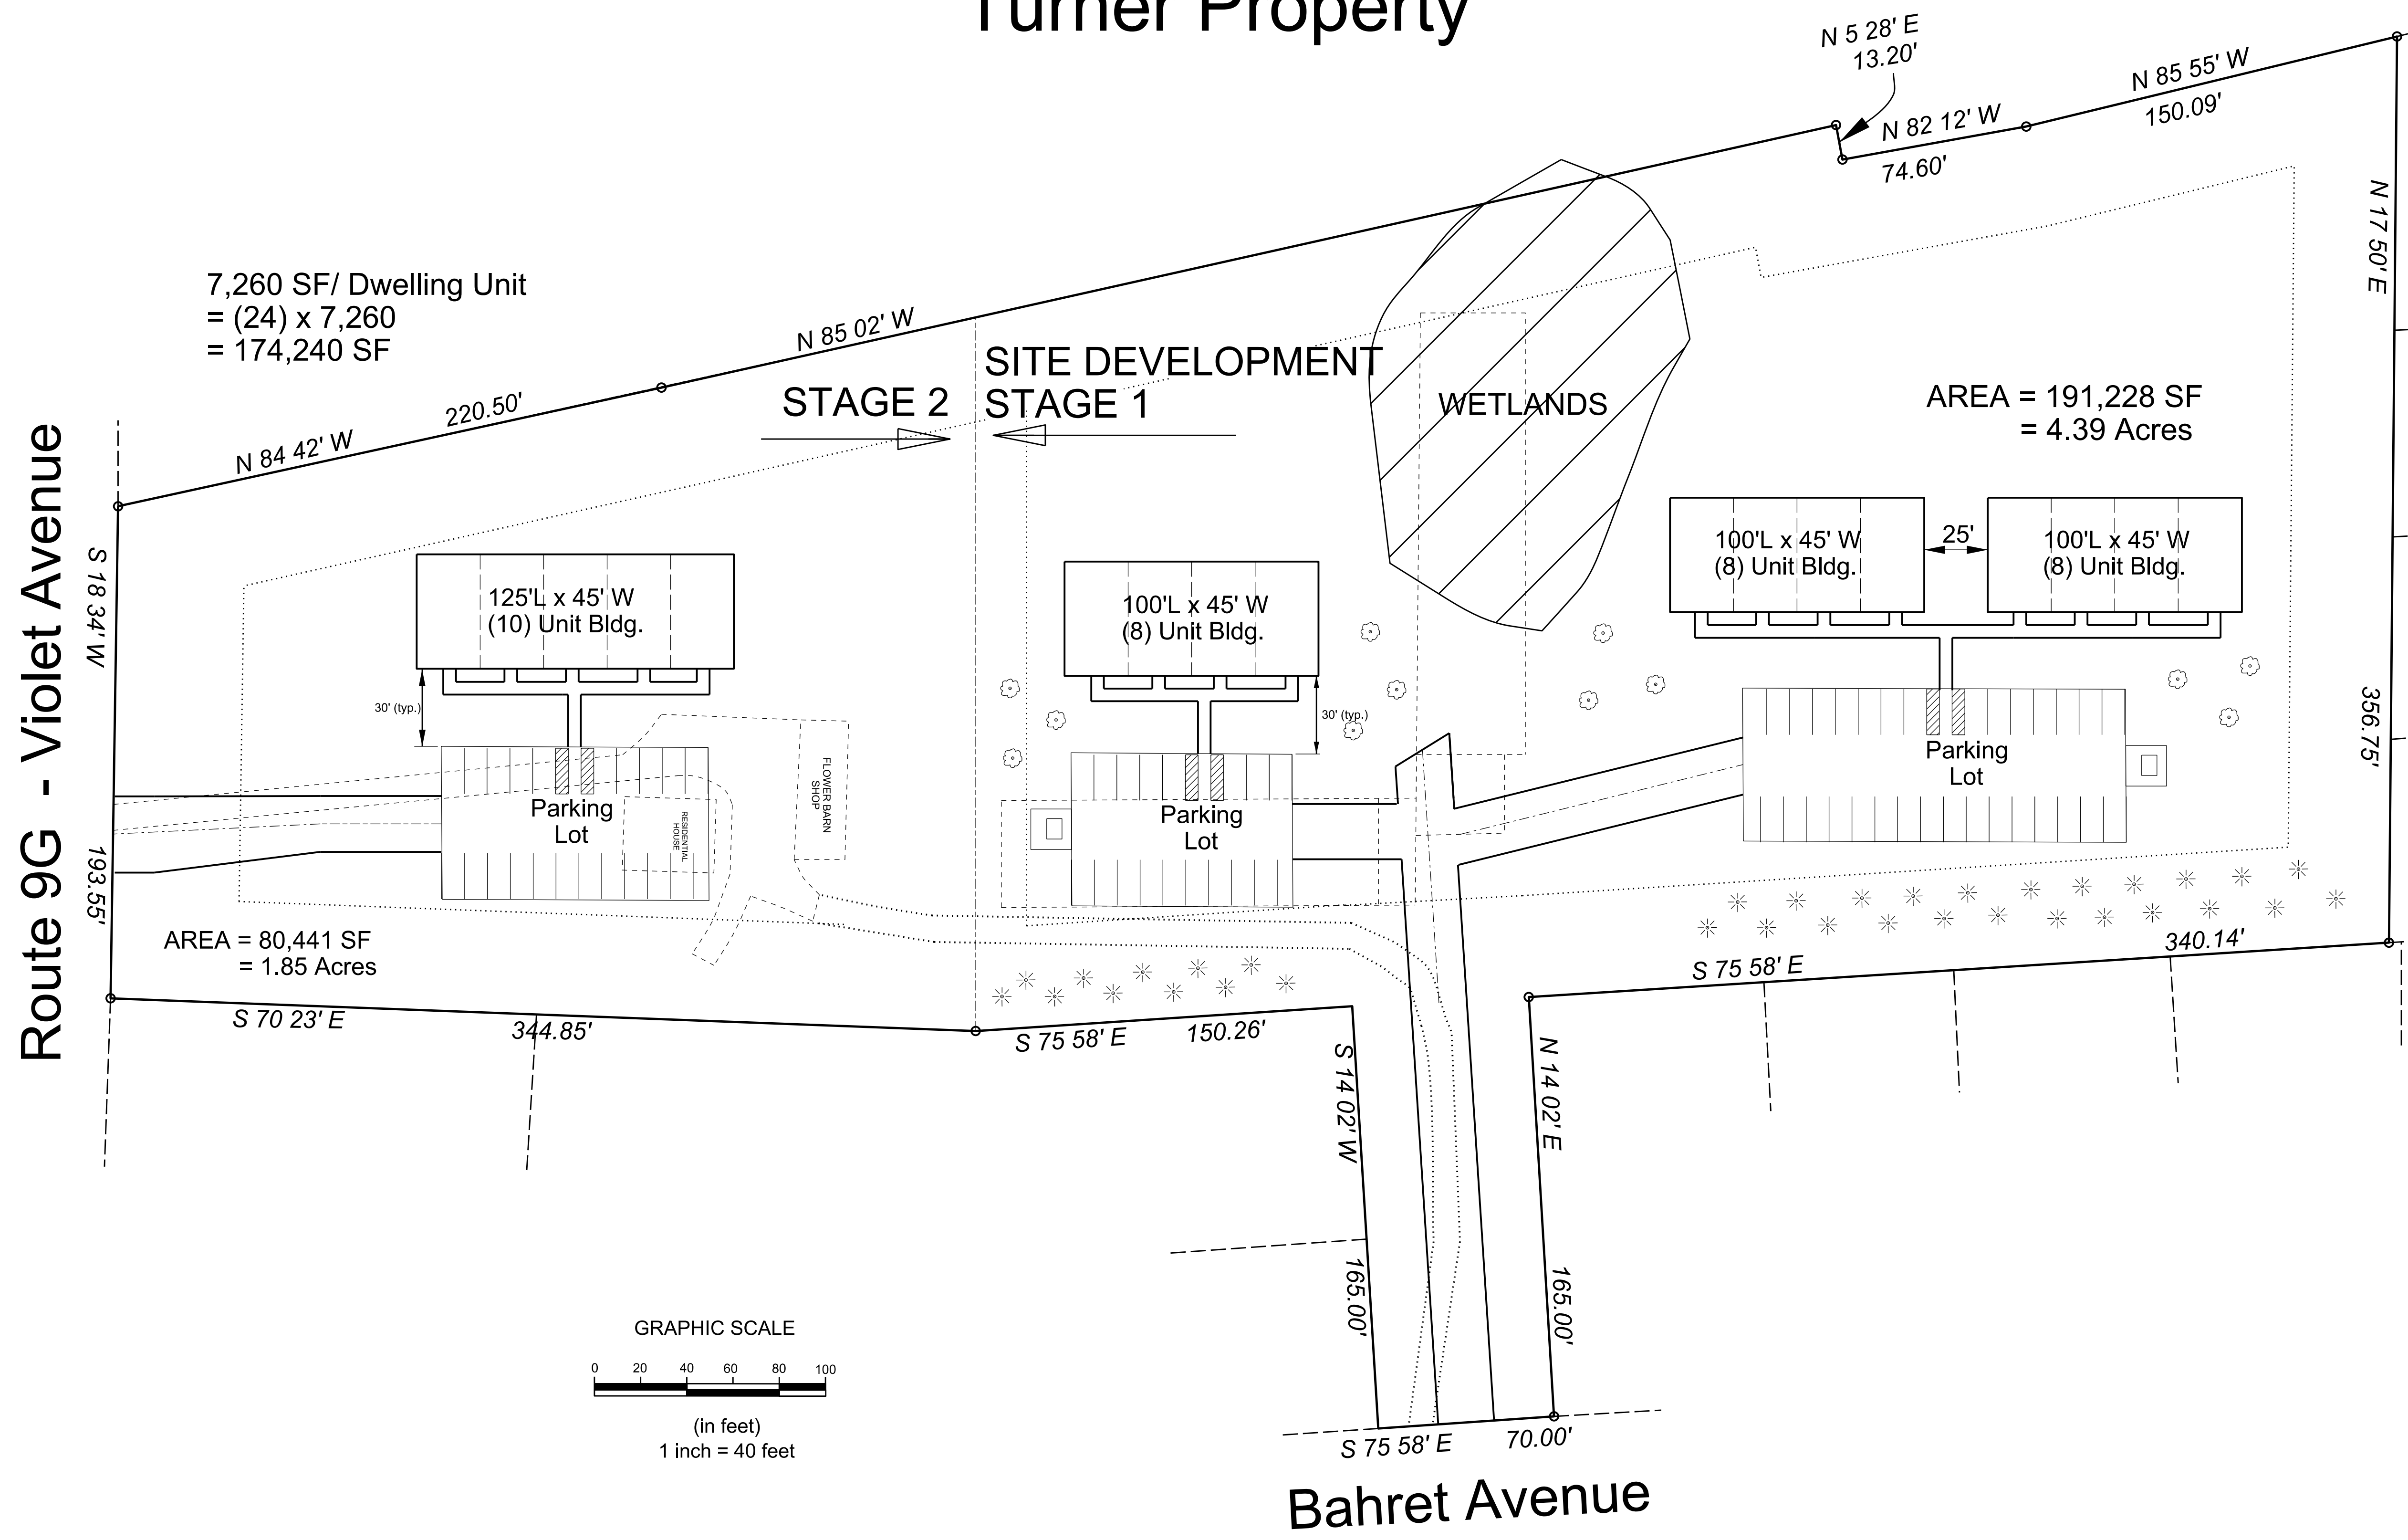 Turner Property
N 5 28' E
13.20'
N 82 12' W
74.60'
N 85 55' W
150.09'
N 17 50' E
356.75'
7,260 SF/ Dwelling Unit
= (24) x 7,260
= 174,240 SF
N 85 02' W
220.50'
N 84 42' W
SITE DEVELOPMENT
STAGE 2
STAGE 1
WETLANDS
AREA = 191,228 SF
= 4.39 Acres
Route 9G - Violet Avenue
S 18 34' W
193.55'
125'L x 45' W
(10) Unit Bldg.
100'L x 45' W
(8) Unit Bldg.
100'L x 45' W
(8) Unit Bldg.
25'
100'L x 45' W
(8) Unit Bldg.
30' (typ.)
30' (typ.)
FLOWER BARN
SHOP
RESIDENTIAL
HOUSE
Parking
Lot
Parking
Lot
Parking
Lot
AREA = 80,441 SF
= 1.85 Acres
S 70 23' E
344.85'
S 75 58' E
150.26'
S 75 58' E
340.14'
S 14 02' W
165.00'
N 14 02' E
165.00'
GRAPHIC SCALE
0 20 40 60 80 100
(in feet)
1 inch = 40 feet
S 75 58' E
70.00'
Bahret Avenue